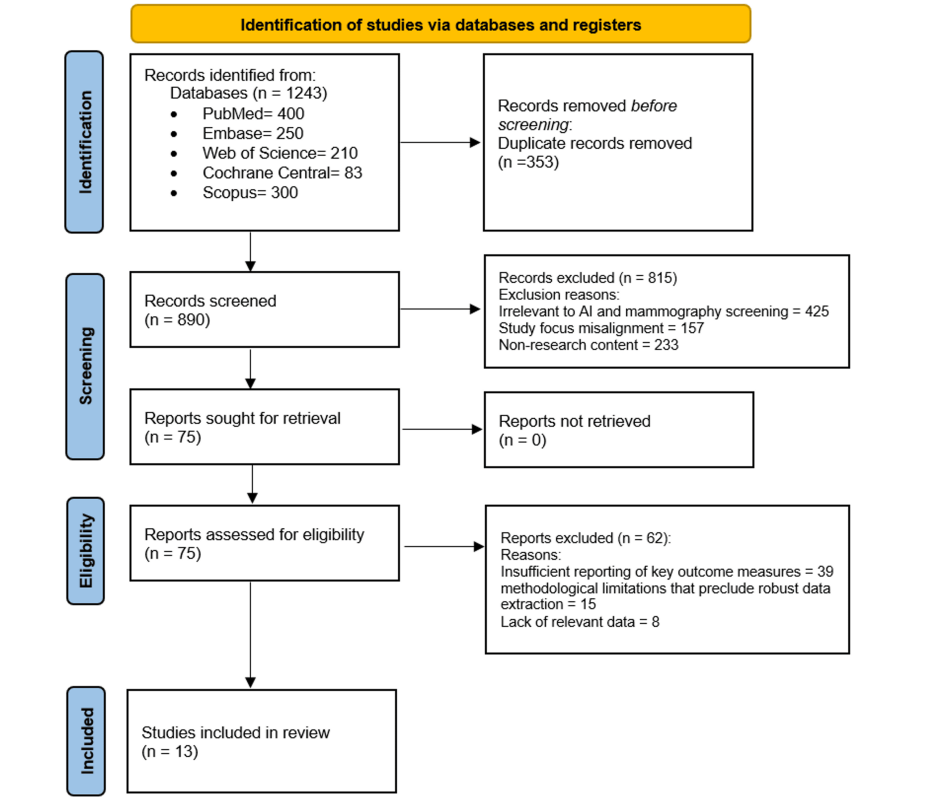 Identification of studies via databases and registers
Identification
Records identified from:
Databases (n = 1243)
• PubMed= 400
• Embase= 250
• Web of Science= 210
• Cochrane Central= 83
• Scopus= 300
Records removed before
screening:
Duplicate records removed
(n =353)
Screening
Records screened
(n = 890)
Records excluded (n = 815)
Exclusion reasons:
Irrelevant to AI and mammography screening = 425
Study focus misalignment = 157
Non-research content = 233
Reports sought for retrieval
(n = 75)
Reports not retrieved
(n = 0)
Eligibility
Reports assessed for eligibility
(n = 75)
Reports excluded (n = 62):
Reasons:
Insufficient reporting of key outcome measures = 39
methodological limitations that preclude robust data
extraction = 15
Lack of relevant data = 8
Included
Studies included in review
(n = 13)